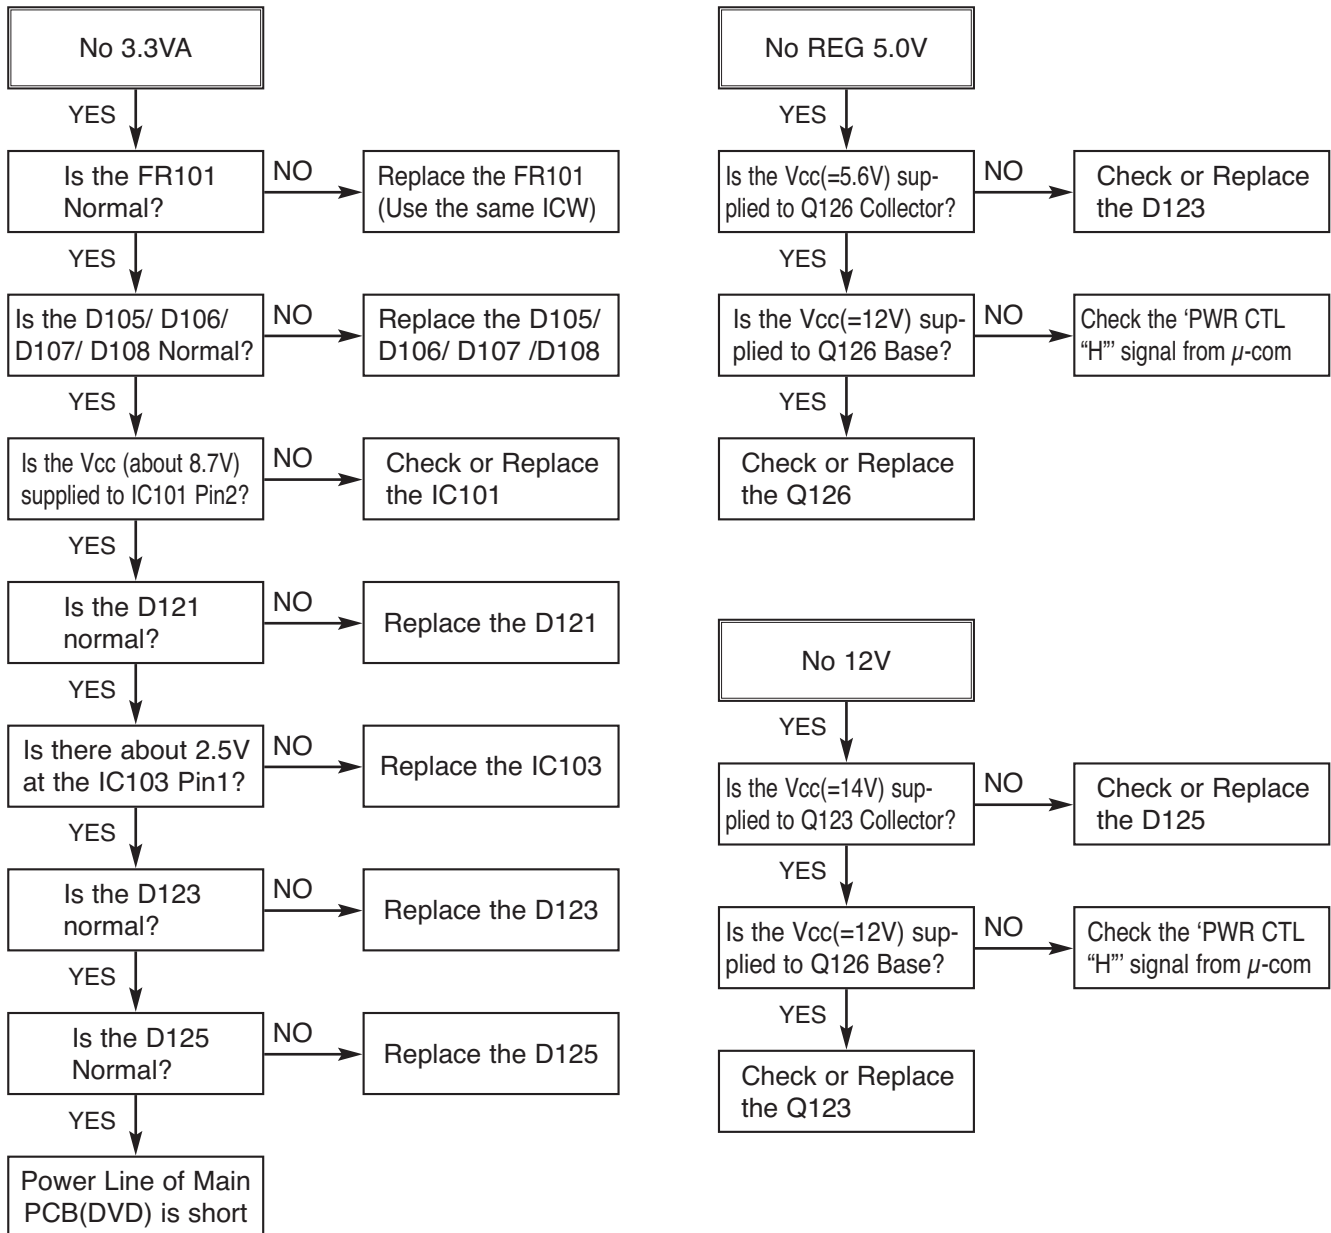 No 3.3VA
YES
Is the FR101
Normal?
NO
Replace the FR101
(Use the same ICW)
YES
Is the D105/ D106/
D107/ D108 Normal?
NO
Replace the D105/
D106/ D107 /D108
YES
Is the Vcc (about 8.7V)
supplied to IC101 Pin2?
NO
Check or Replace
the IC101
YES
Is the D121
normal?
NO
Replace the D121
YES
Is there about 2.5V
at the IC103 Pin1?
NO
Replace the IC103
YES
Is the D123
normal?
NO
Replace the D123
YES
Is the D125
Normal?
NO
Replace the D125
YES
Power Line of Main
PCB(DVD) is short
No REG 5.0V
YES
Is the Vcc(=5.6V) sup-
plied to Q126 Collector?
NO
Check or Replace
the D123
YES
Is the Vcc(=12V) sup-
plied to Q126 Base?
NO
Check the ‘PWR CTL
“H”’ signal from µ-com
YES
Check or Replace
the Q126
No 12V
YES
Is the Vcc(=14V) sup-
plied to Q123 Collector?
NO
Check or Replace
the D125
YES
Is the Vcc(=12V) sup-
plied to Q126 Base?
NO
Check the ‘PWR CTL
“H”’ signal from µ-com
YES
Check or Replace
the Q123